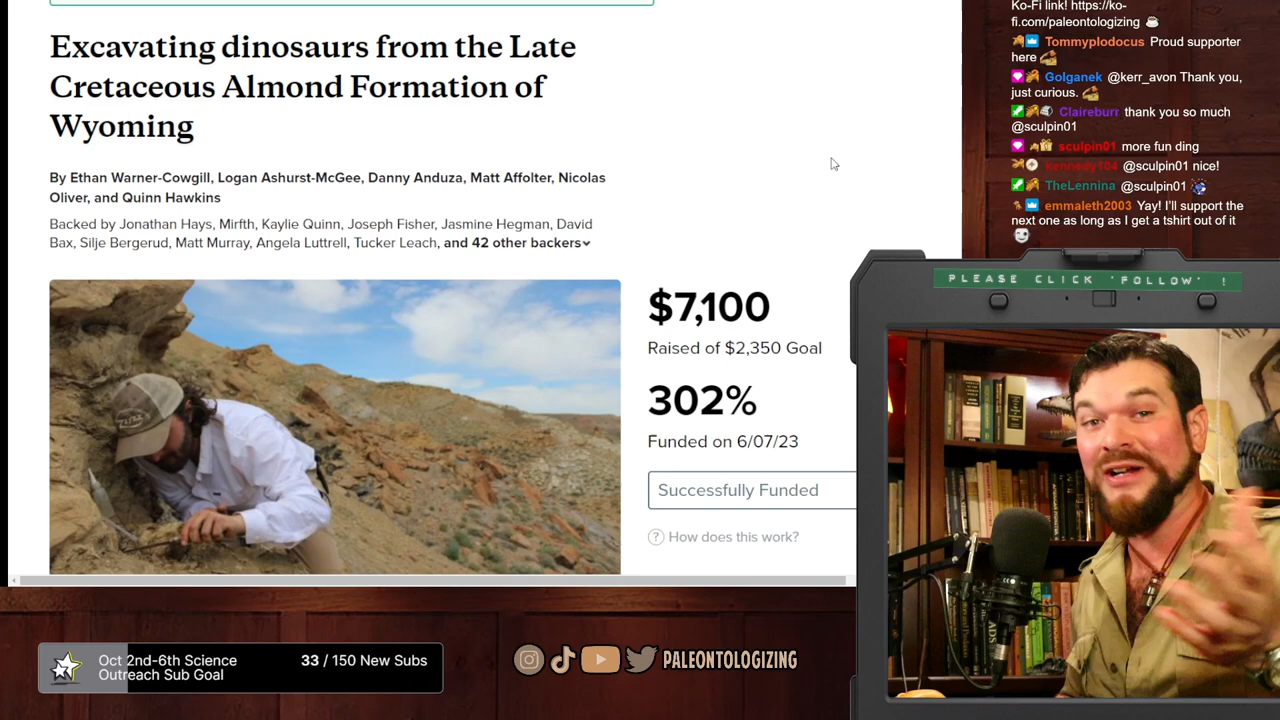 Excavating dinosaurs from the Late
Cretaceous Almond Formation of
Wyoming
By Ethan Warner-Cowgill, Logan Ashurst-McGee, Danny Anduza, Matt Affolter, Nicolas
Oliver, and Quinn Hawkins
Backed by Jonathan Hays, Mirfth, Kaylie Quinn, Joseph Fisher, Jasmine Hegman, David
Bax, Silje Bergerud, Matt Murray, Angela Luttrell, Tucker Leach, and 42 other backers
$7,100
Raised of $2,350 Goal
302%
Funded on 6/07/23
Successfully Funded
? How does this work?
Ko-Fi link! https://ko-
fi.com/paleontologizing
Tommyplodocus Proud supporter
here
Golganek @kerr_avon Thank you,
just curious.
Claireburr thank you so much
@sculpin01
sculpin01 more fun ding
kennedy104 @sculpin01 nice!
TheLennina @sculpin01
emmaleth2003 Yay! I'll support the
next one as long as I get a tshirt out of it
PLEASE CLICK 'FOLLOW' !
Oct 2nd-6th Science
Outreach Sub Goal
33 / 150 New Subs
PALEONTOLOGIZING